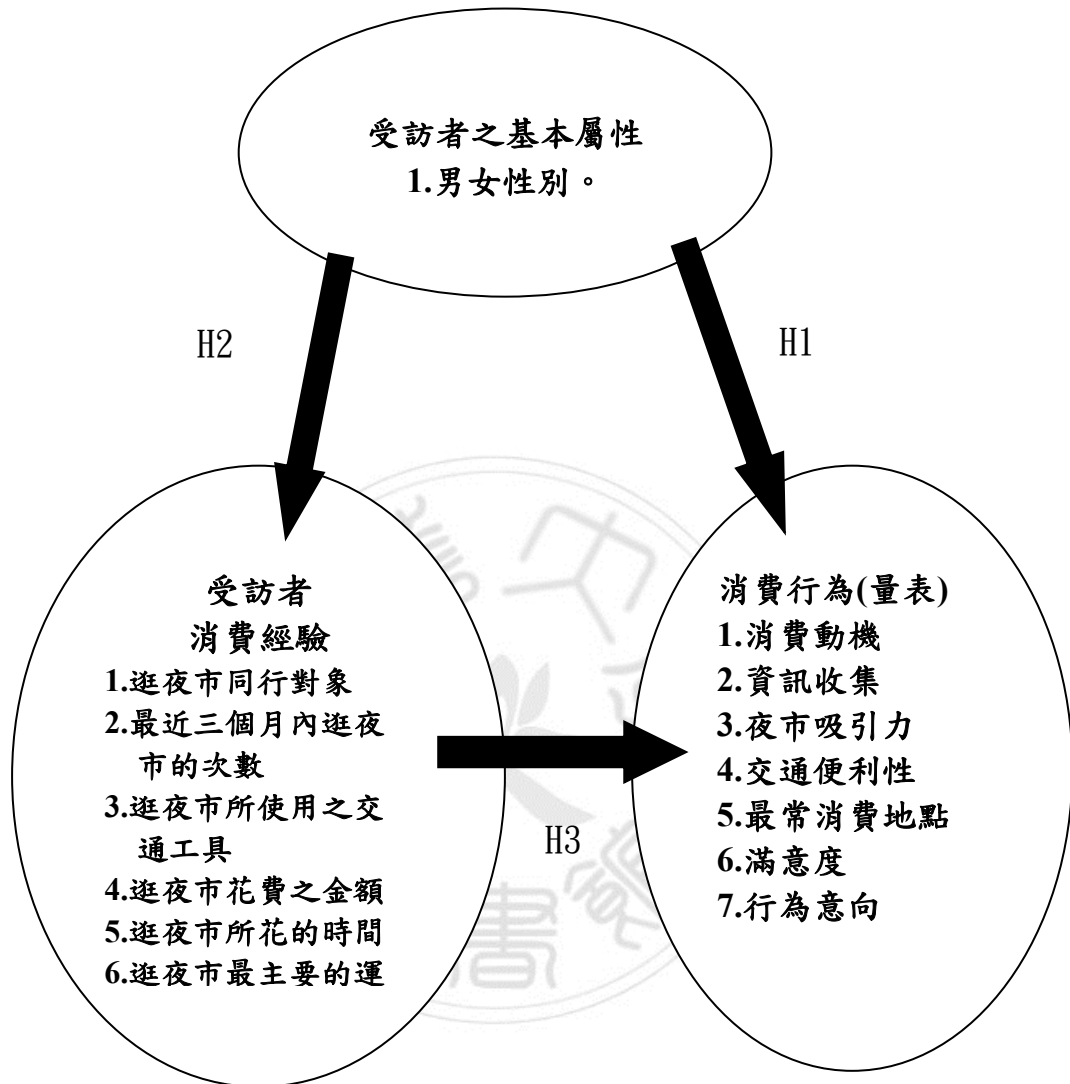 受訪者之基本屬性
1.男女性別。
H2
H1
受訪者
消費經驗
1.逛夜市同行對象
2.最近三個月內逛夜
市的次數
3.逛夜市所使用之交
通工具
4.逛夜市花費之金額
5.逛夜市所花的時間
6.逛夜市最主要的運
H3
消費行為(量表)
1.消費動機
2.資訊收集
3.夜市吸引力
4.交通便利性
5.最常消費地點
6.滿意度
7.行為意向